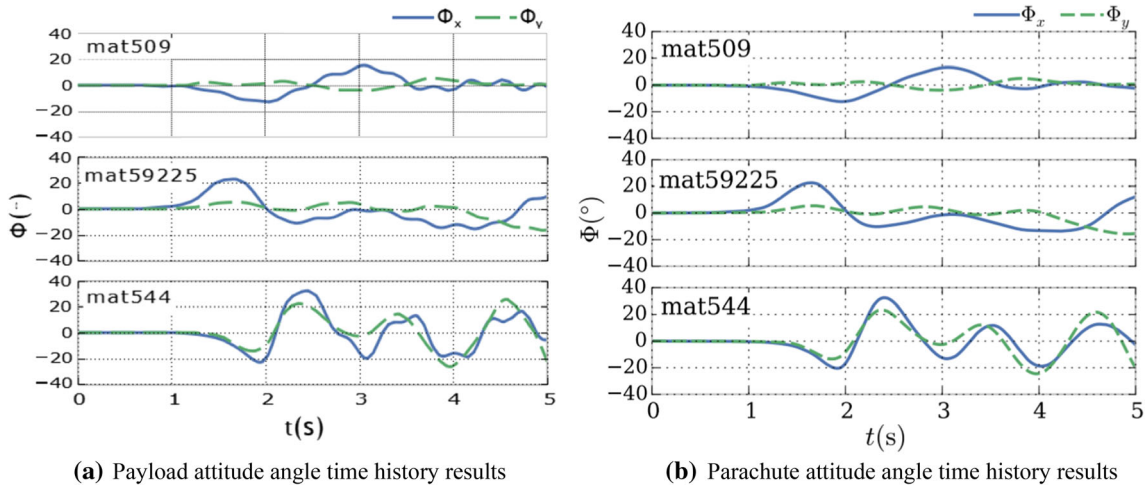 Φx Φy
40 mat509
20
0
−20
−40
40 mat59225
20
0
−20
−40
40 mat544
20
0
−20
−40
Φ(··)
0 1 2 3 4 5
t(s)
(a) Payload attitude angle time history results
Φx Φy
40 mat509
20
0
−20
−40
40 mat59225
20
0
−20
−40
40 mat544
20
0
−20
−40
Φ(°)
0 1 2 3 4 5
t(s)
(b) Parachute attitude angle time history results